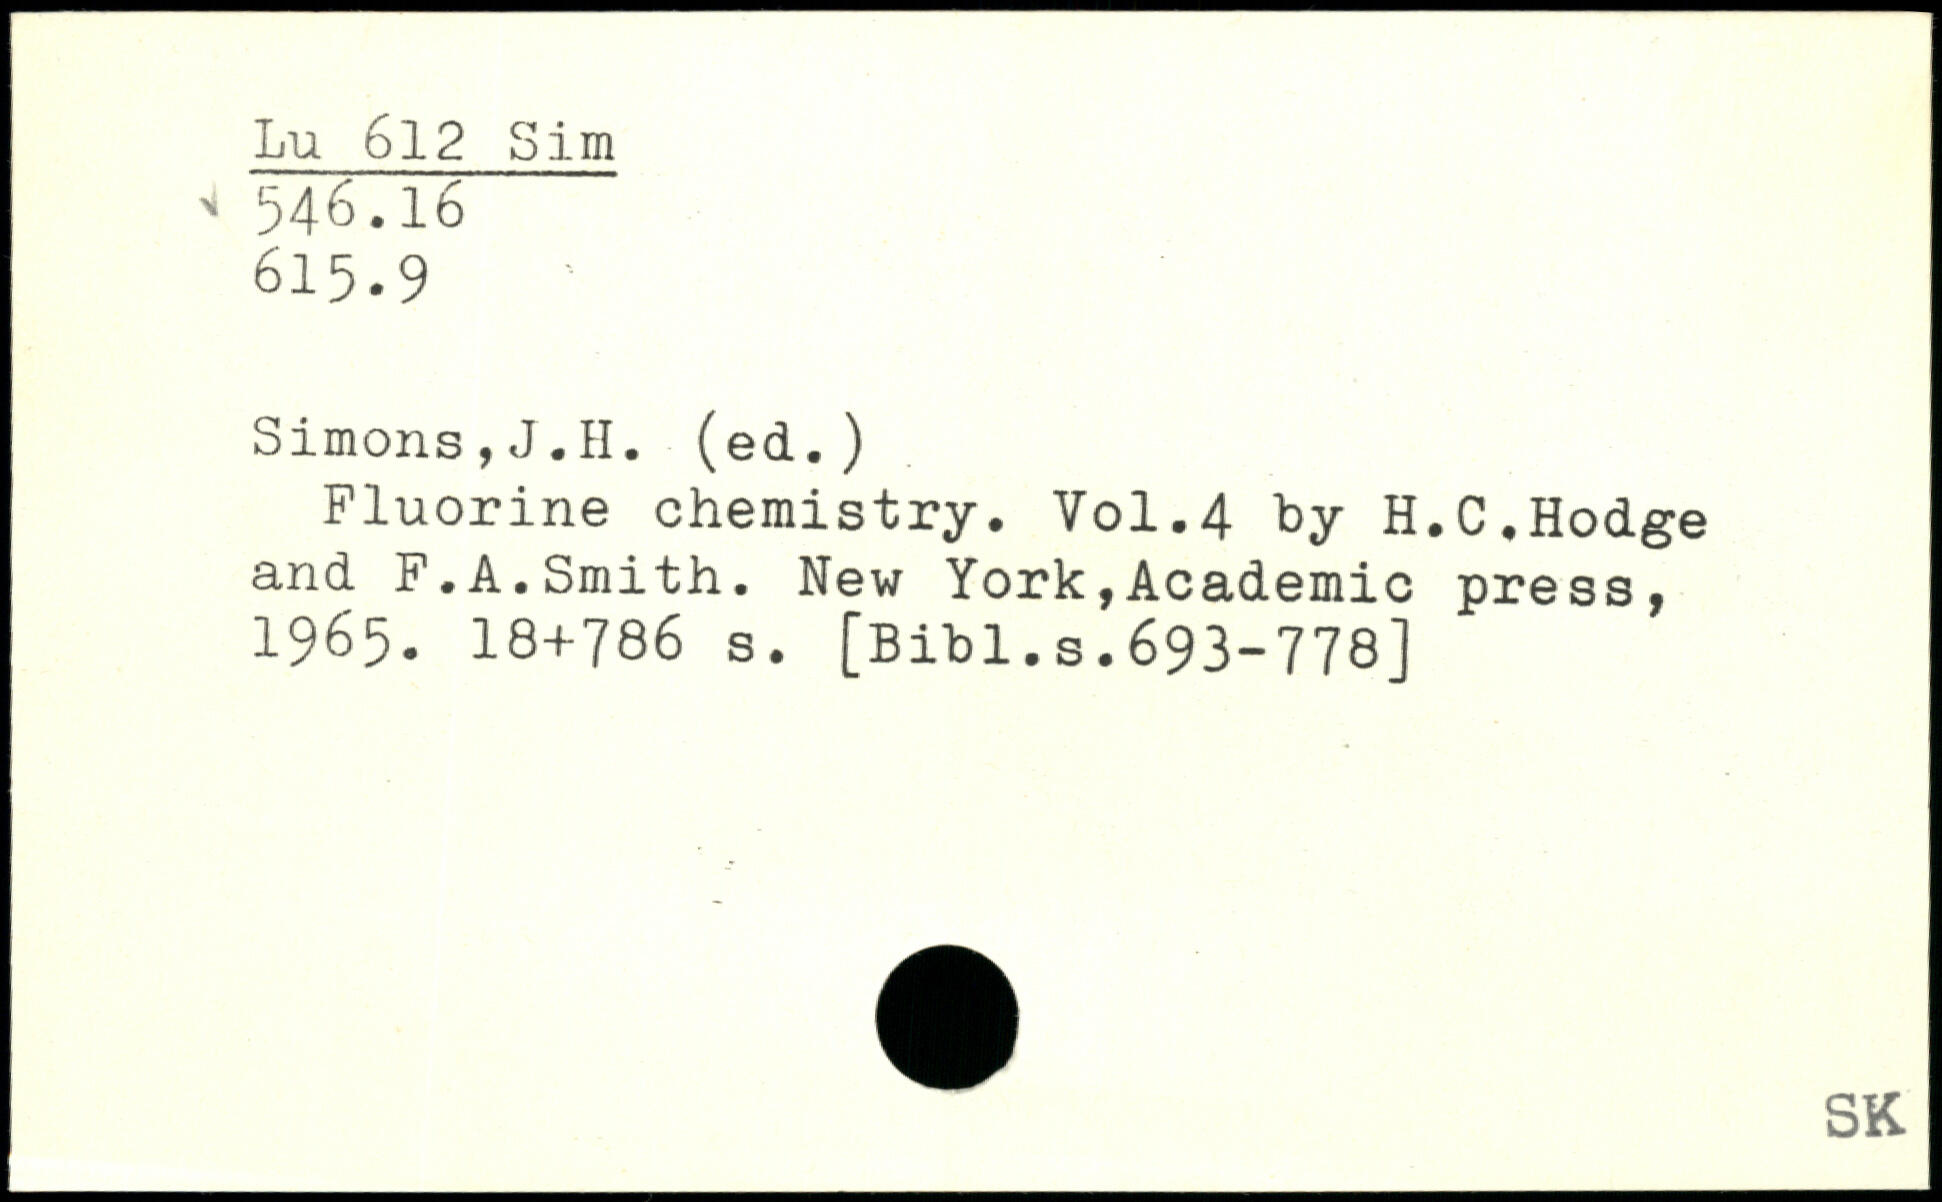 Lu 612 Sim
546.16
615.9
Simons,J.H. (ed.)
Fluorine chemistry. Vol.4 by H.C.Hodge
and F.A.Smith. New York,Academic press,
1965. 18+786 s. [Bibl.s.693-778]
SK